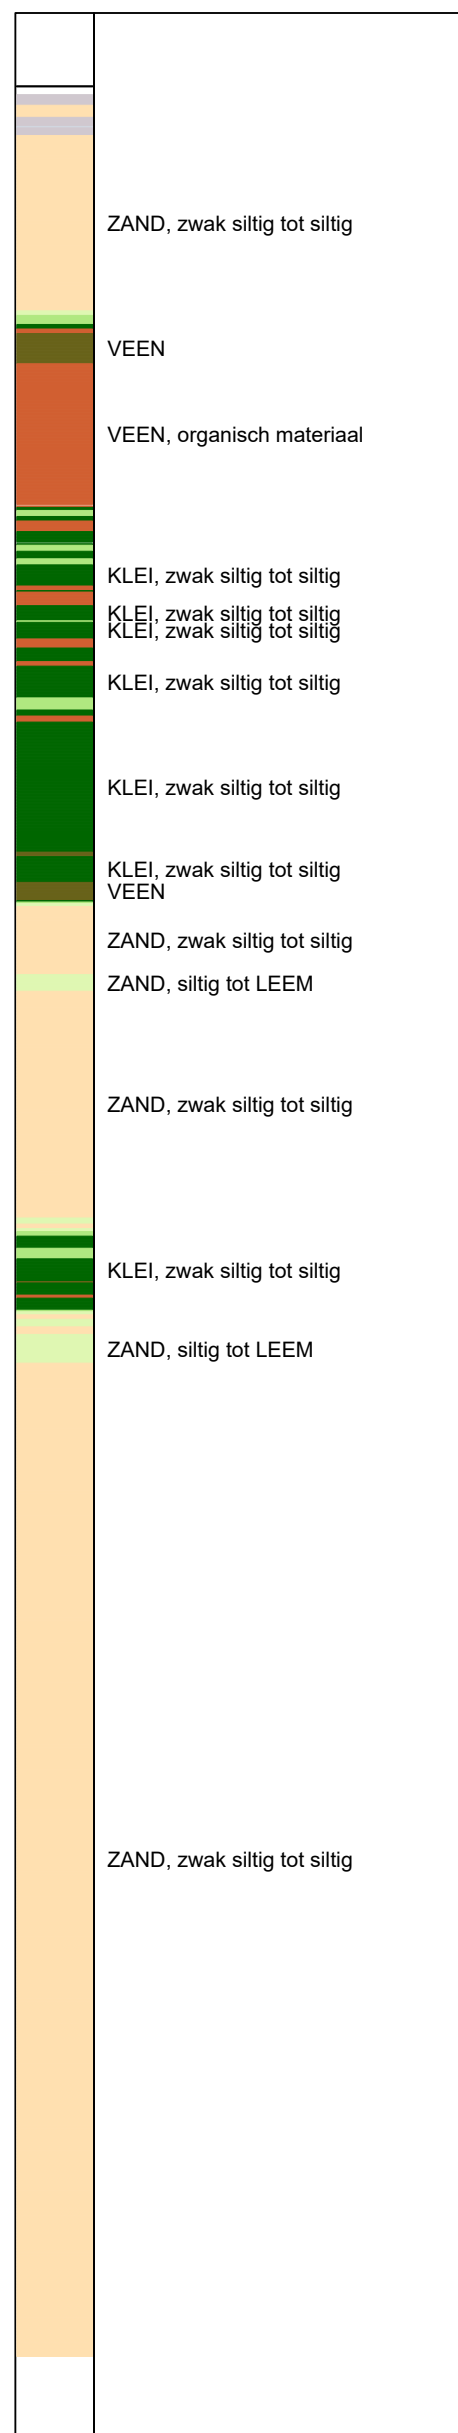 ZAND, zwak siltig tot siltig
VEEN
VEEN, organisch materiaal
KLEI, zwak siltig tot siltig
KLEI, zwak siltig tot siltig
KLEI, zwak siltig tot siltig
KLEI, zwak siltig tot siltig
KLEI, zwak siltig tot siltig
KLEI, zwak siltig tot siltig
VEEN
ZAND, zwak siltig tot siltig
ZAND, siltig tot LEEM
ZAND, zwak siltig tot siltig
KLEI, zwak siltig tot siltig
ZAND, siltig tot LEEM
ZAND, zwak siltig tot siltig